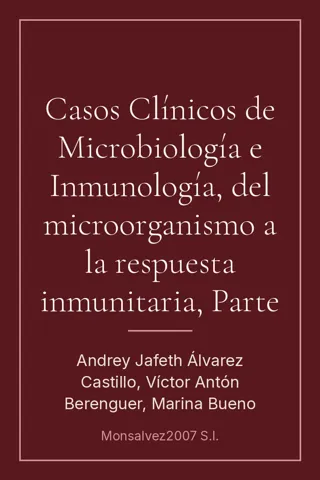 Casos Clínicos de
Microbiología e
Inmunología, del
microorganismo a
la respuesta
inmunitaria, Parte
Andrey Jafeth Álvarez
Castillo, Víctor Antón
Berenguer, Marina Bueno
Monsalvez2007 S.l.